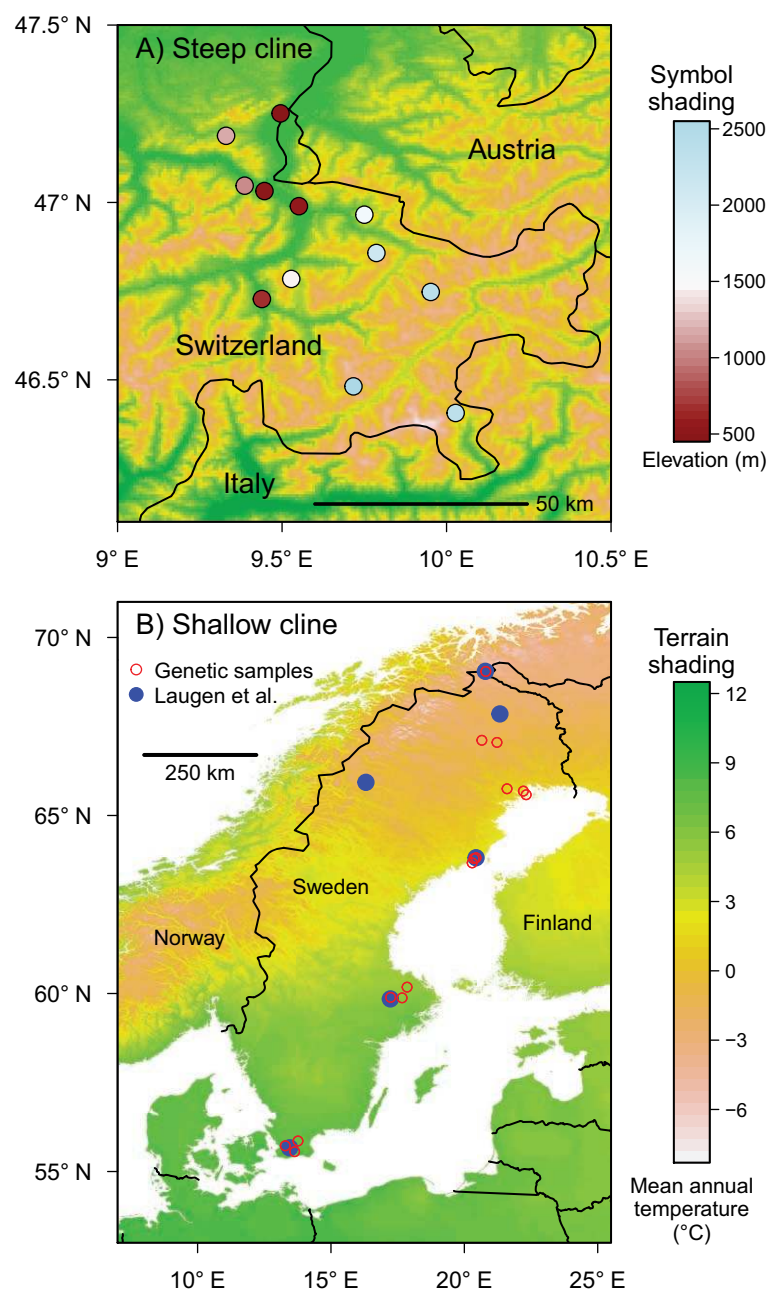 A) Steep cline
47.5° N
47° N
46.5° N
46° N
Austria
Switzerland
Italy
50 km
9° E
9.5° E
10° E
10.5° E
Symbol
shading
2500
2000
1500
1000
500
Elevation (m)
B) Shallow cline
Genetic samples
Laugen et al.
250 km
70° N
65° N
60° N
55° N
Sweden
Norway
Finland
10° E
15° E
20° E
25° E
Terrain
shading
12
9
6
3
0
−3
−6
Mean annual
temperature
(°C)